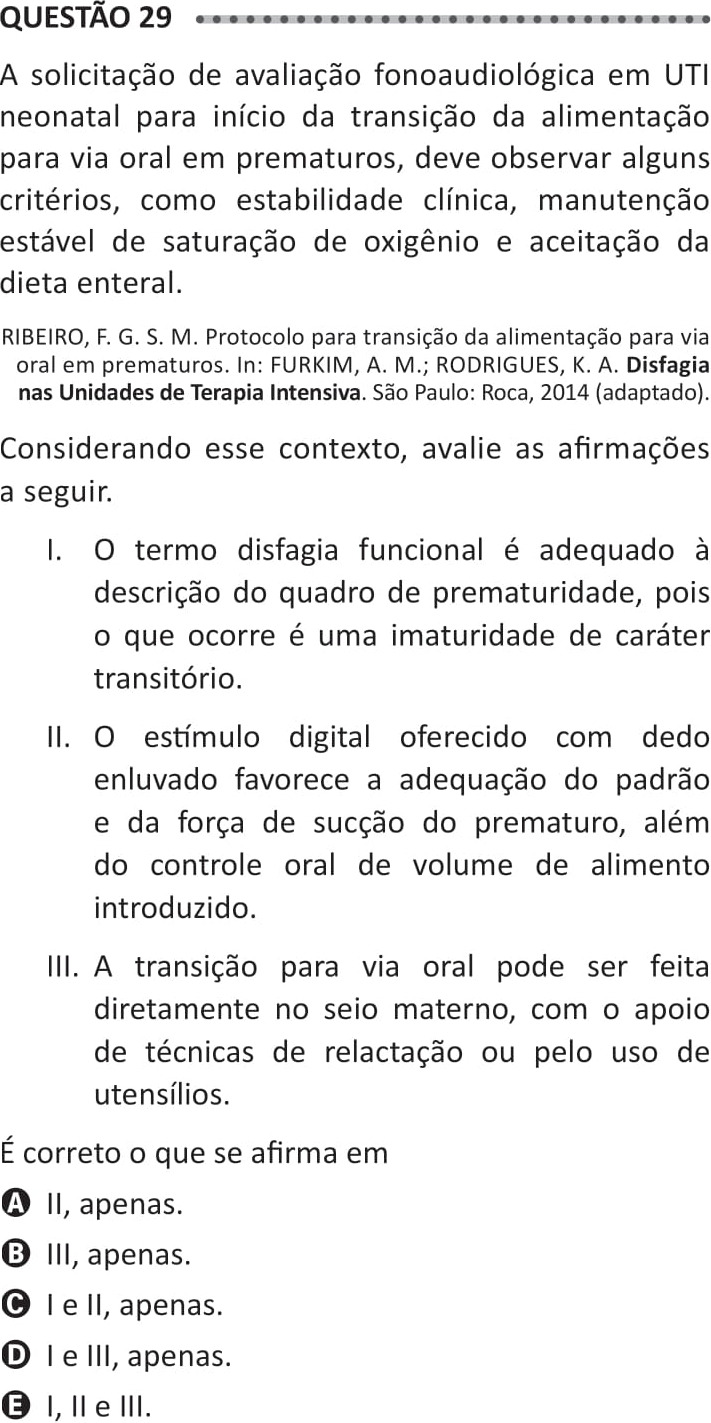 QUESTÃO 29
A solicitação de avaliação fonoaudiológica em UTI
neonatal para início da transição da alimentação
para via oral em prematuros, deve observar alguns
critérios, como estabilidade clínica, manutenção
estável de saturação de oxigênio e aceitação da
dieta enteral.
RIBEIRO, F. G. S. M. Protocolo para transição da alimentação para via
oral em prematuros. In: FURKIM, A. M.; RODRIGUES, K. A. Disfagia
nas Unidades de Terapia Intensiva. São Paulo: Roca, 2014 (adaptado).
Considerando esse contexto, avalie as afirmações
a seguir.
I. O termo disfagia funcional é adequado à
descrição do quadro de prematuridade, pois
o que ocorre é uma imaturidade de caráter
transitório.
II. O estímulo digital oferecido com dedo
enluvado favorece a adequação do padrão
e da força de sucção do prematuro, além
do controle oral de volume de alimento
introduzido.
III. A transição para via oral pode ser feita
diretamente no seio materno, com o apoio
de técnicas de relactação ou pelo uso de
utensílios.
É correto o que se afirma em
A II, apenas.
B III, apenas.
C I e II, apenas.
D I e III, apenas.
E I, II e III.